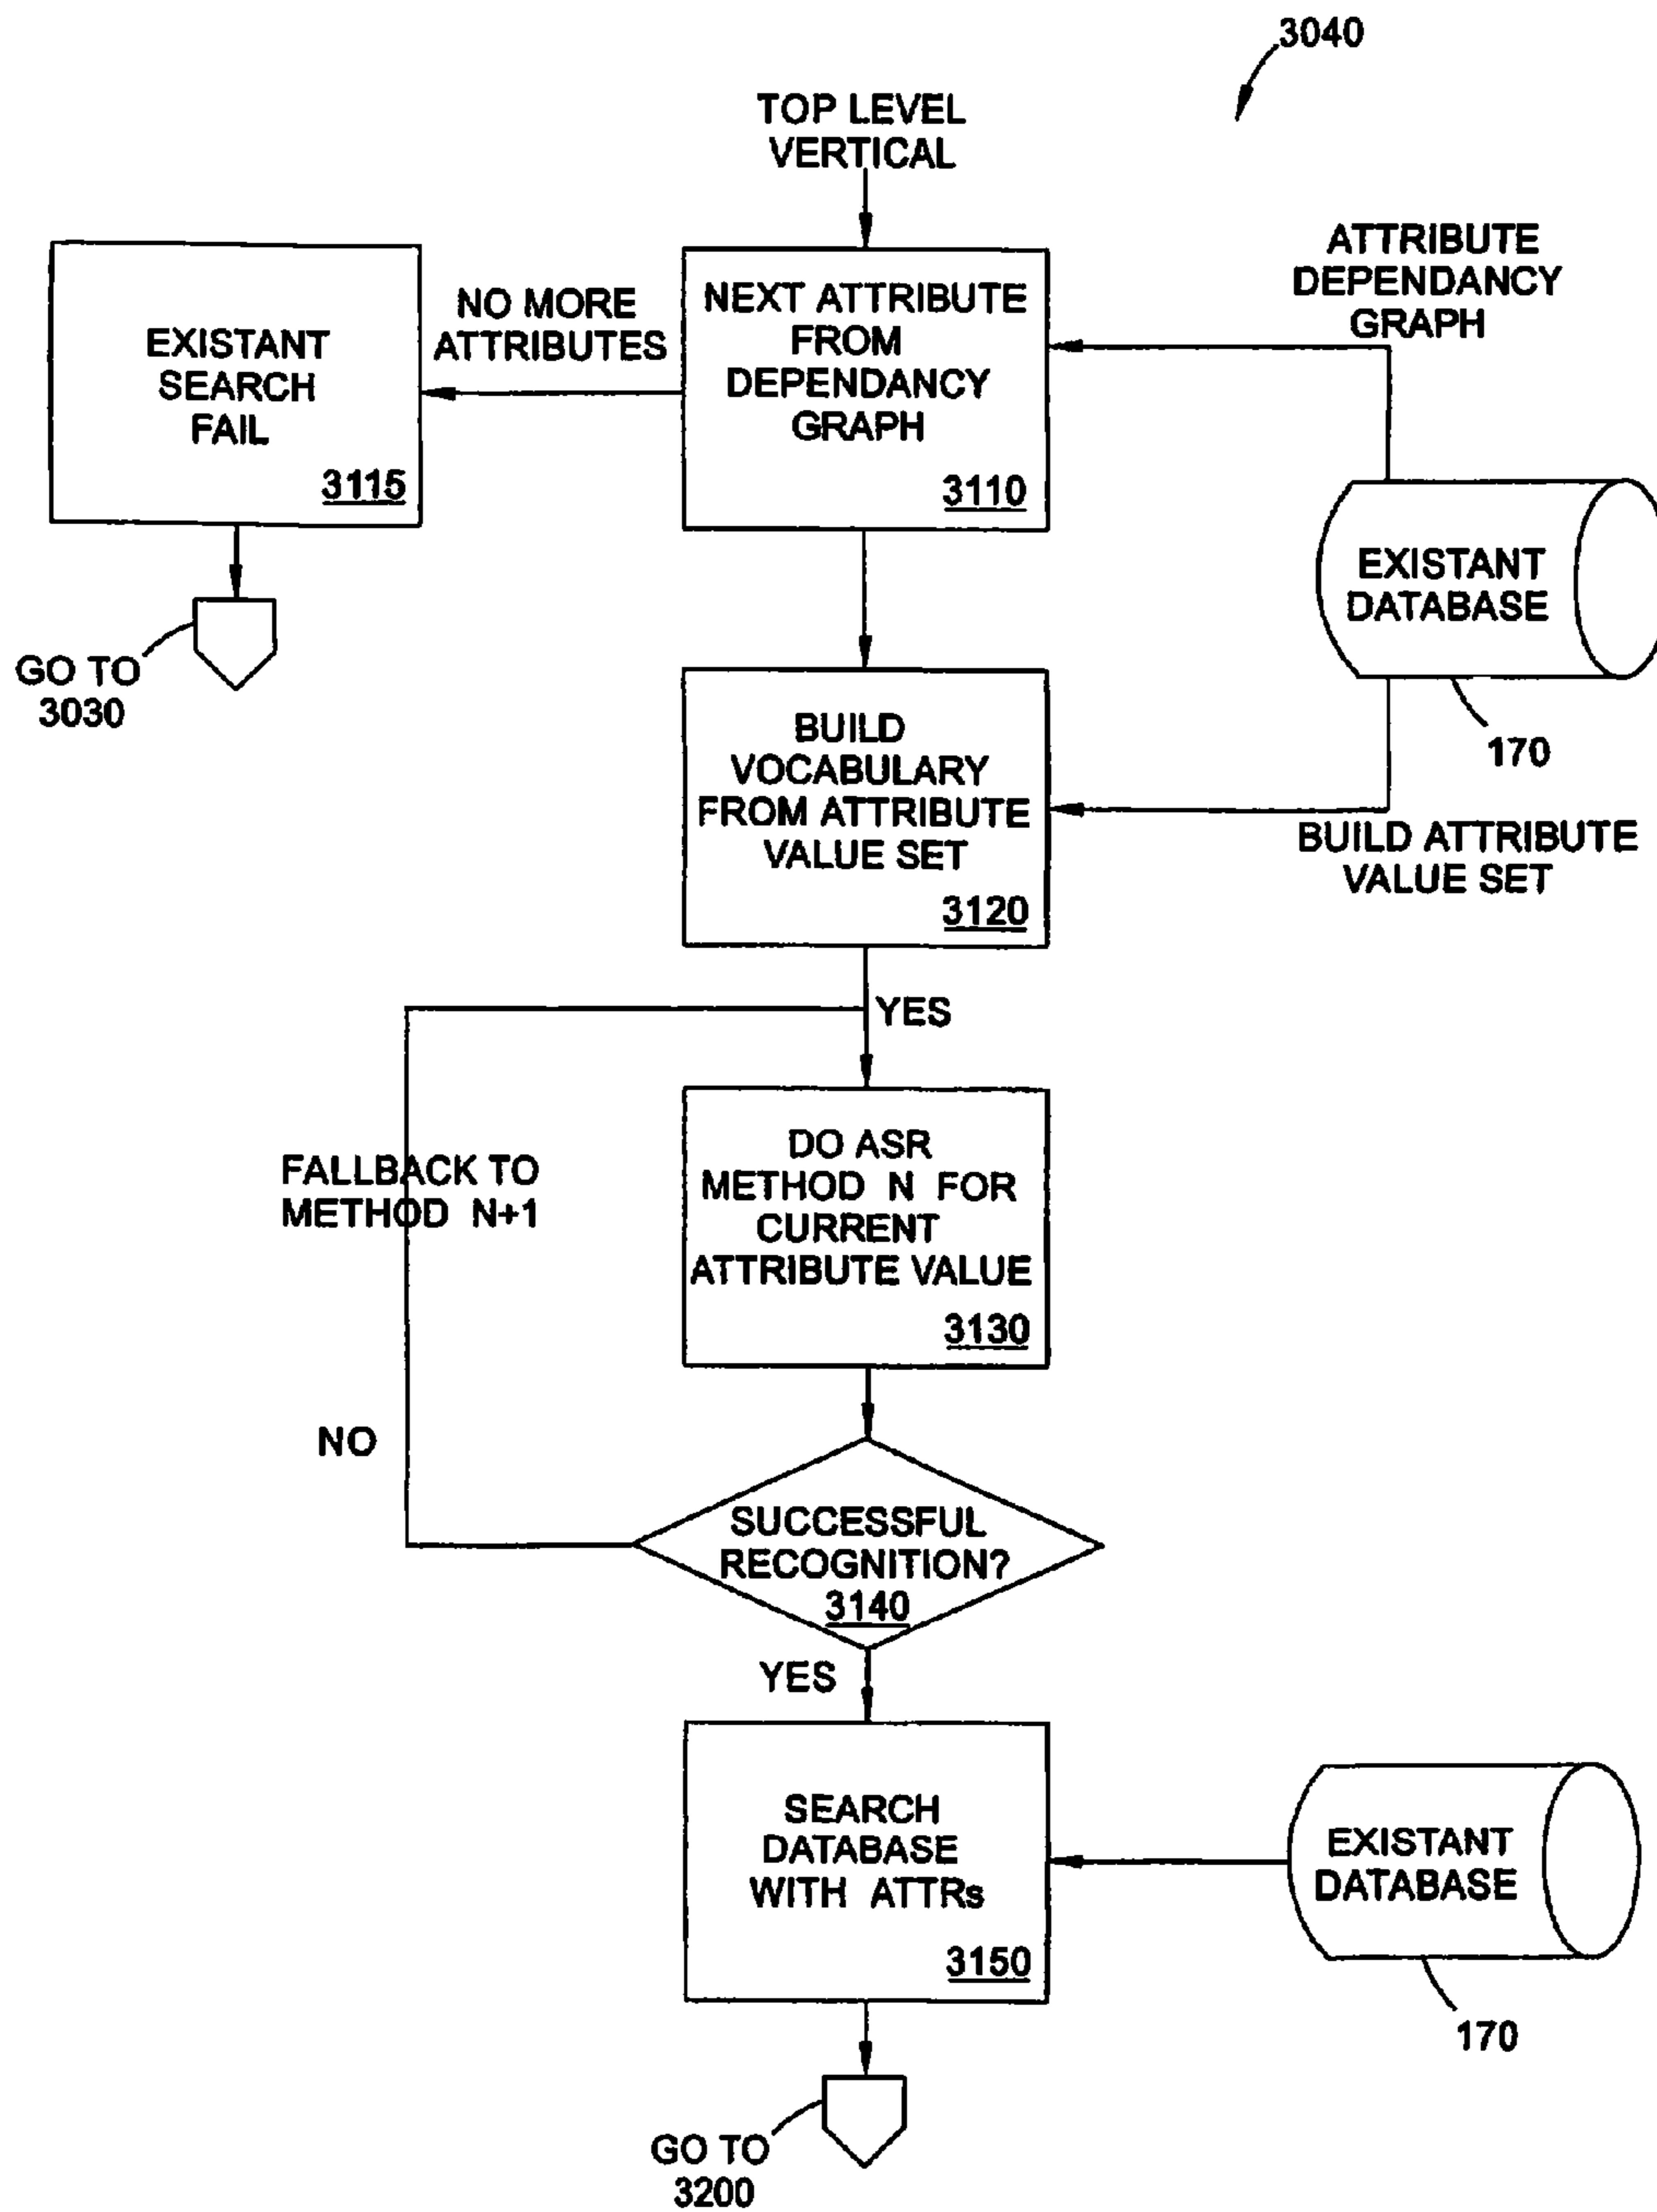 3040
TOP LEVEL
VERTICAL
ATTRIBUTE
DEPENDANCY
GRAPH
EXISTANT
SEARCH
FAIL
3115
NO MORE
ATTRIBUTES
NEXT ATTRIBUTE
FROM
DEPENDANCY
GRAPH
3110
EXISTANT
DATABASE
170
GO TO
3030
BUILD
VOCABULARY
FROM ATTRIBUTE
VALUE SET
3120
BUILD ATTRIBUTE
VALUE SET
YES
FALLBACK TO
METHOD N+1
DO ASR
METHOD N FOR
CURRENT
ATTRIBUTE VALUE
3130
NO
SUCCESSFUL
RECOGNITION?
3140
YES
SEARCH
DATABASE
WITH ATTRs
3150
EXISTANT
DATABASE
170
GO TO
3200